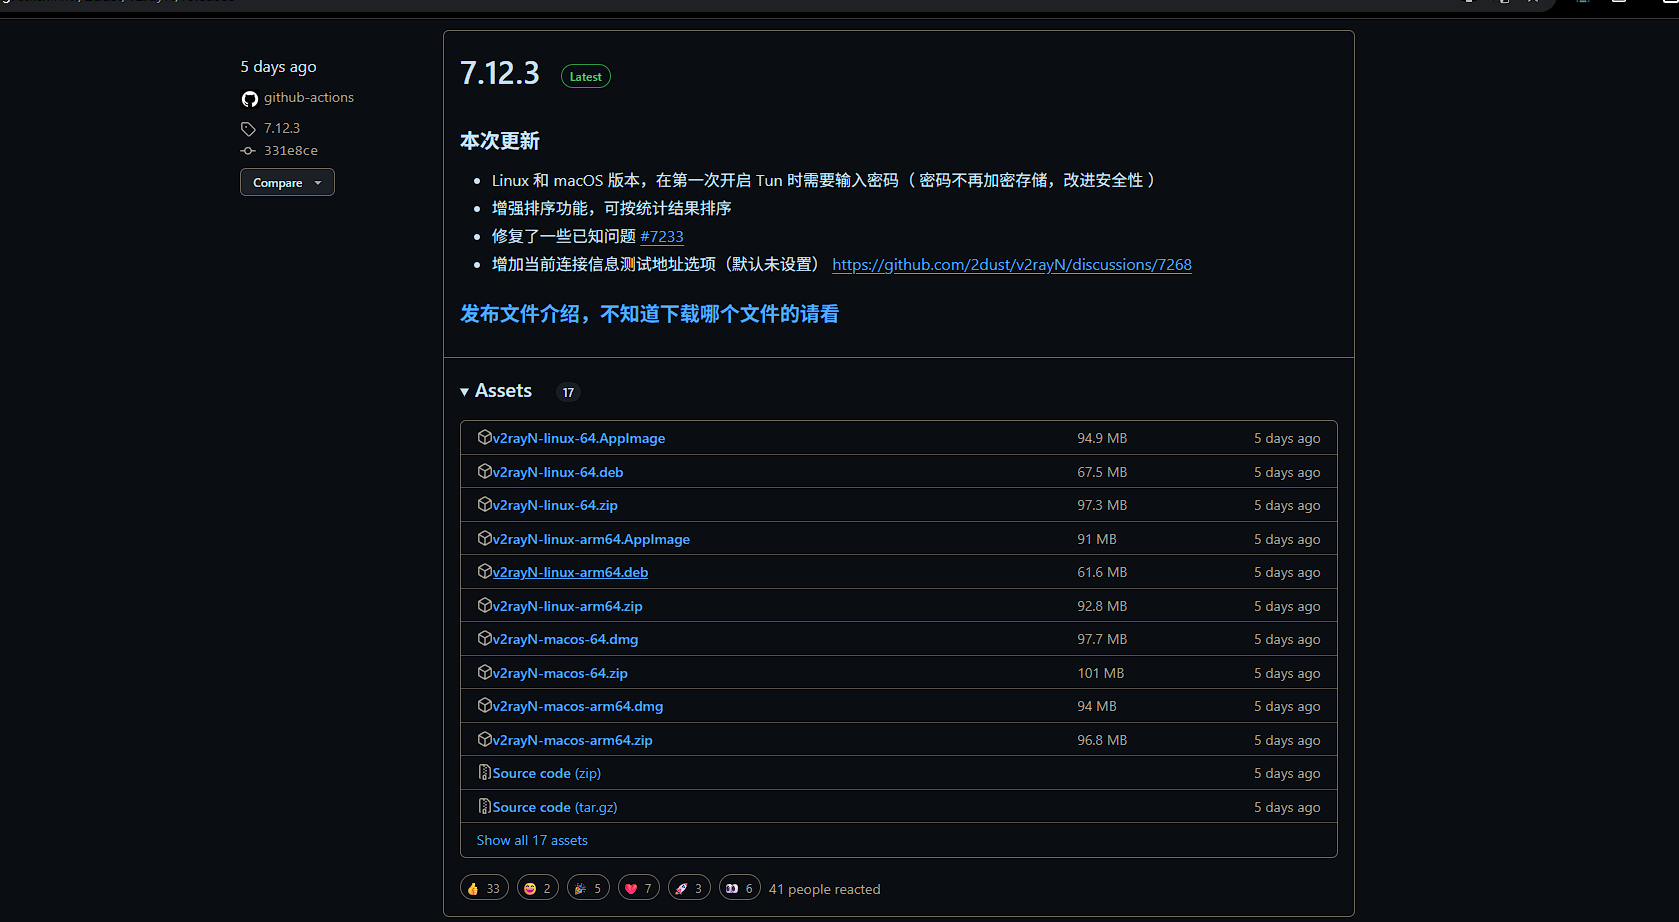 5 days ago
github-actions
7.12.3
331e8ce
Compare
7.12.3 Latest
本次更新
Linux 和 macOS 版本，在第一次开启 Tun 时需要输入密码（ 密码不再加密存储，改进安全性 ）
增强排序功能，可按统计结果排序
修复了一些已知问题 #7233
增加当前连接信息测试地址选项（默认未设置） https://github.com/2dust/v2rayN/discussions/7268
发布文件介绍，不知道下载哪个文件的请看
Assets 17
v2rayN-linux-64.AppImage 94.9 MB 5 days ago
v2rayN-linux-64.deb 67.5 MB 5 days ago
v2rayN-linux-64.zip 97.3 MB 5 days ago
v2rayN-linux-arm64.AppImage 91 MB 5 days ago
v2rayN-linux-arm64.deb 61.6 MB 5 days ago
v2rayN-linux-arm64.zip 92.8 MB 5 days ago
v2rayN-macos-64.dmg 97.7 MB 5 days ago
v2rayN-macos-64.zip 101 MB 5 days ago
v2rayN-macos-arm64.dmg 94 MB 5 days ago
v2rayN-macos-arm64.zip 96.8 MB 5 days ago
Source code (zip) 5 days ago
Source code (tar.gz) 5 days ago
Show all 17 assets
33 2 5 7 3 6 41 people reacted